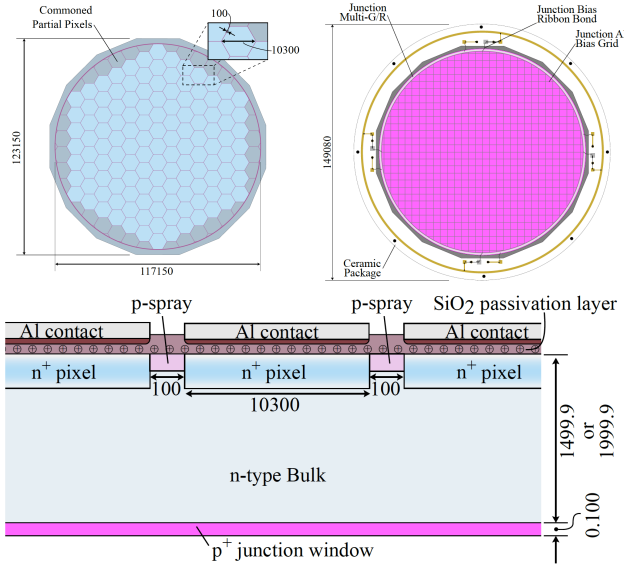 Commoned
Partial Pixels
100
10300
123150
117150
Junction
Multi-G/R
Junction Bias
Ribbon Bond
Junction A
Bias Grid
149080
Ceramic
Package
p-spray
p-spray
SiO2 passivation layer
Al contact
Al contact
Al contact
n+ pixel
n+ pixel
n+ pixel
100
100
10300
n-type Bulk
1499.9
or
1999.9
0.100
p+ junction window